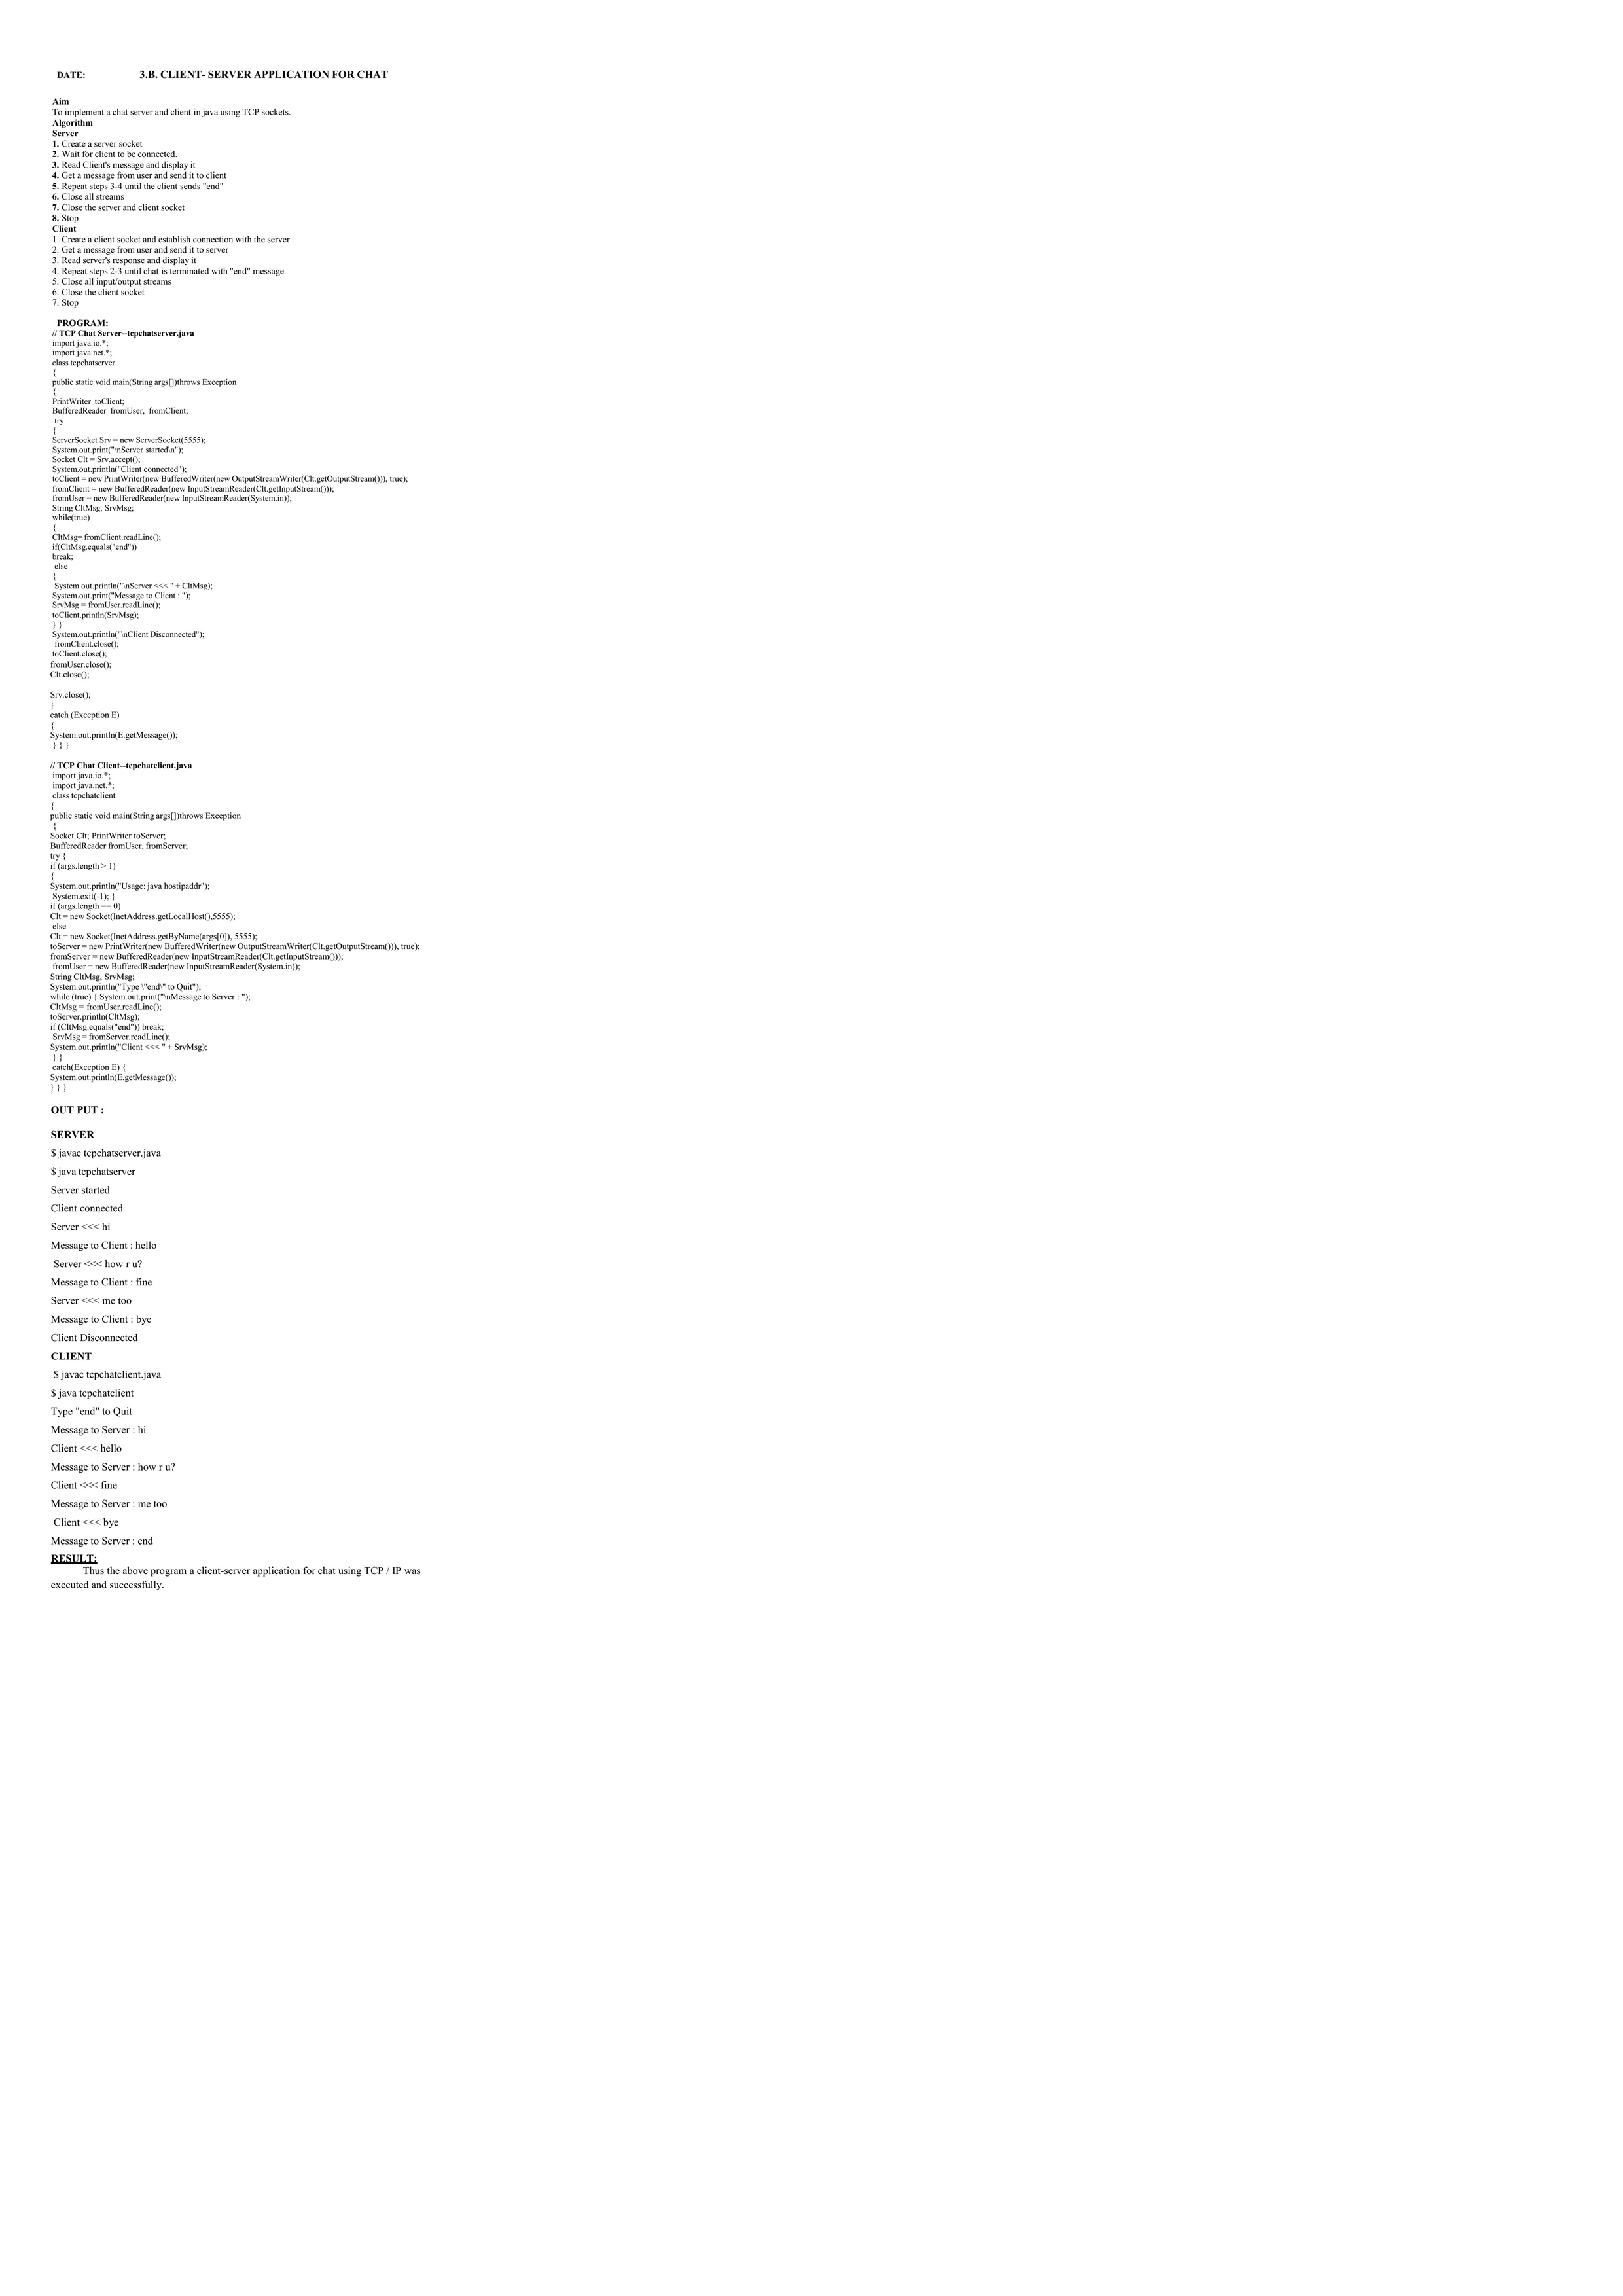 DATE: 3.B. CLIENT- SERVER APPLICATION FOR CHAT
Aim
To implement a chat server and client in java using TCP sockets.
Algorithm
Server
1. Create a server socket
2. Wait for client to be connected.
3. Read Client's message and display it
4. Get a message from user and send it to client
5. Repeat steps 3-4 until the client sends "end"
6. Close all streams
7. Close the server and client socket
8. Stop
Client
1. Create a client socket and establish connection with the server
2. Get a message from user and send it to server
3. Read server's response and display it
4. Repeat steps 2-3 until chat is terminated with "end" message
5. Close all input/output streams
6. Close the client socket
7. Stop
PROGRAM:
// TCP Chat Server--tcpchatserver.java
import java.io.*;
import java.net.*;
class tcpchatserver
{
public static void main(String args[])throws Exception
{
PrintWriter toClient;
BufferedReader fromUser, fromClient;
try
{
ServerSocket Srv = new ServerSocket(5555);
System.out.print("\nServer started\n");
Socket Clt = Srv.accept();
System.out.println("Client connected");
toClient = new PrintWriter(new BufferedWriter(new OutputStreamWriter(Clt.getOutputStream())), true);
fromClient = new BufferedReader(new InputStreamReader(Clt.getInputStream()));
fromUser = new BufferedReader(new InputStreamReader(System.in));
String CltMsg, SrvMsg;
while(true)
{
CltMsg= fromClient.readLine();
if(CltMsg.equals("end"))
break;
else
{
System.out.println("\nServer <<< " + CltMsg);
System.out.print("Message to Client : ");
SrvMsg = fromUser.readLine();
toClient.println(SrvMsg);
} }
System.out.println("\nClient Disconnected");
fromClient.close();
toClient.close();
fromUser.close();
Clt.close();
Srv.close();
}
catch (Exception E)
{
System.out.println(E.getMessage());
} } }
// TCP Chat Client--tcpchatclient.java
import java.io.*;
import java.net.*;
class tcpchatclient
{
public static void main(String args[])throws Exception
{
Socket Clt; PrintWriter toServer;
BufferedReader fromUser, fromServer;
try {
if (args.length > 1)
{
System.out.println("Usage: java hostipaddr");
System.exit(-1); }
if (args.length == 0)
Clt = new Socket(InetAddress.getLocalHost(),5555);
else
Clt = new Socket(InetAddress.getByName(args[0]), 5555);
toServer = new PrintWriter(new BufferedWriter(new OutputStreamWriter(Clt.getOutputStream())), true);
fromServer = new BufferedReader(new InputStreamReader(Clt.getInputStream()));
fromUser = new BufferedReader(new InputStreamReader(System.in));
String CltMsg, SrvMsg;
System.out.println("Type \"end\" to Quit");
while (true) { System.out.print("\nMessage to Server : ");
CltMsg = fromUser.readLine();
toServer.println(CltMsg);
if (CltMsg.equals("end")) break;
SrvMsg = fromServer.readLine();
System.out.println("Client <<< " + SrvMsg);
} }
catch(Exception E) {
System.out.println(E.getMessage());
} } }
OUT PUT :
SERVER
$ javac tcpchatserver.java
$ java tcpchatserver
Server started
Client connected
Server <<< hi
Message to Client : hello
Server <<< how r u?
Message to Client : fine
Server <<< me too
Message to Client : bye
Client Disconnected
CLIENT
$ javac tcpchatclient.java
$ java tcpchatclient
Type "end" to Quit
Message to Server : hi
Client <<< hello
Message to Server : how r u?
Client <<< fine
Message to Server : me too
Client <<< bye
Message to Server : end
RESULT:
Thus the above program a client-server application for chat using TCP / IP was
executed and successfully.